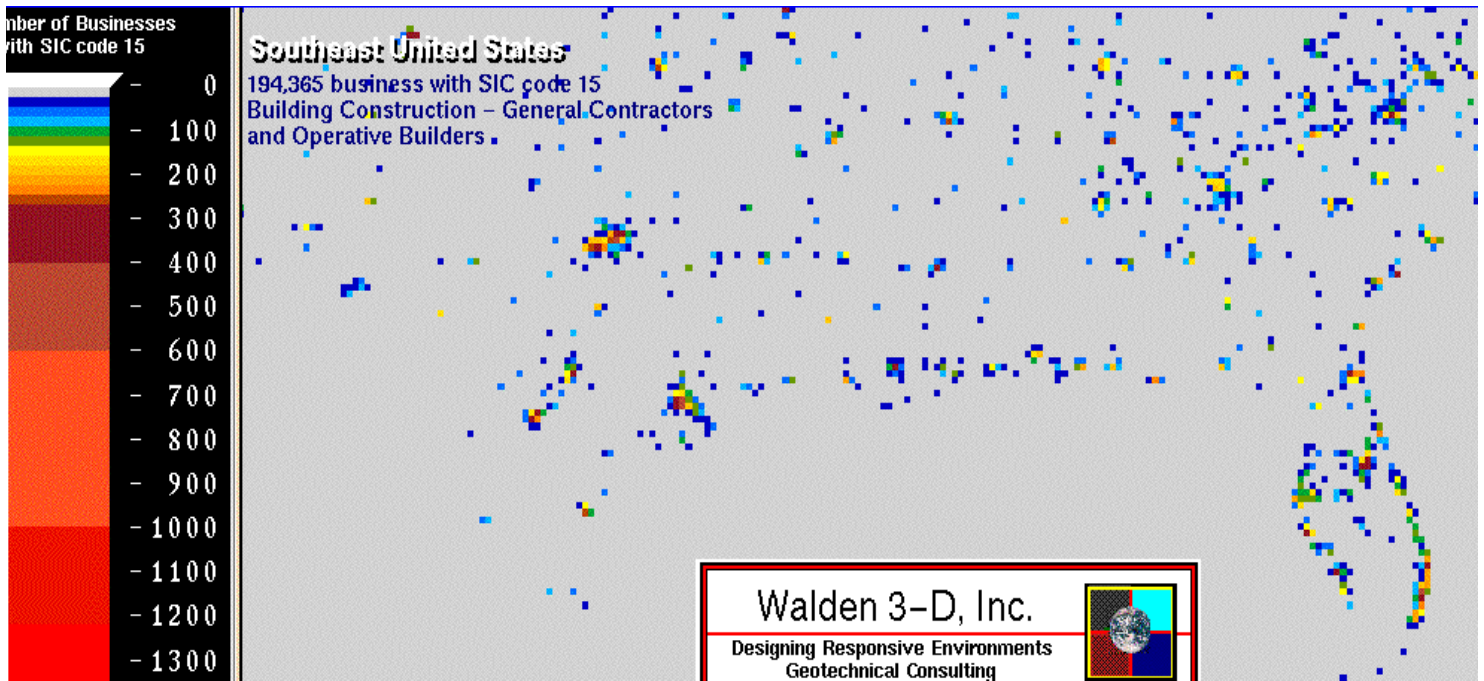 mber of Businesses
with SIC code 15
0
100
200
300
400
500
600
700
800
900
1000
1100
1200
1300
Southeast United States
194,365 business with SIC code 15
Building Construction – General Contractors
and Operative Builders
Walden 3–D, Inc.
Designing Responsive Environments
Geotechnical Consulting